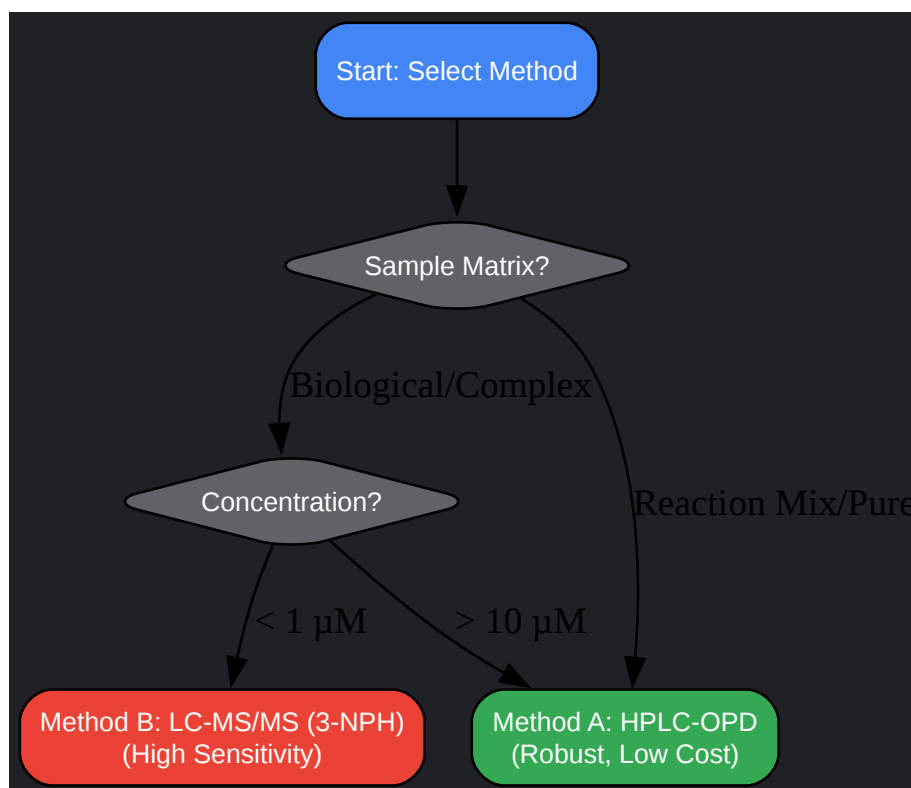 Start: Select Method
Sample Matrix?
Biological/Complex
Concentration?
Reaction Mix/Pure
< 1 µM
> 10 µM
Method B: LC-MS/MS (3-NPH)
(High Sensitivity)
Method A: HPLC-OPD
(Robust, Low Cost)